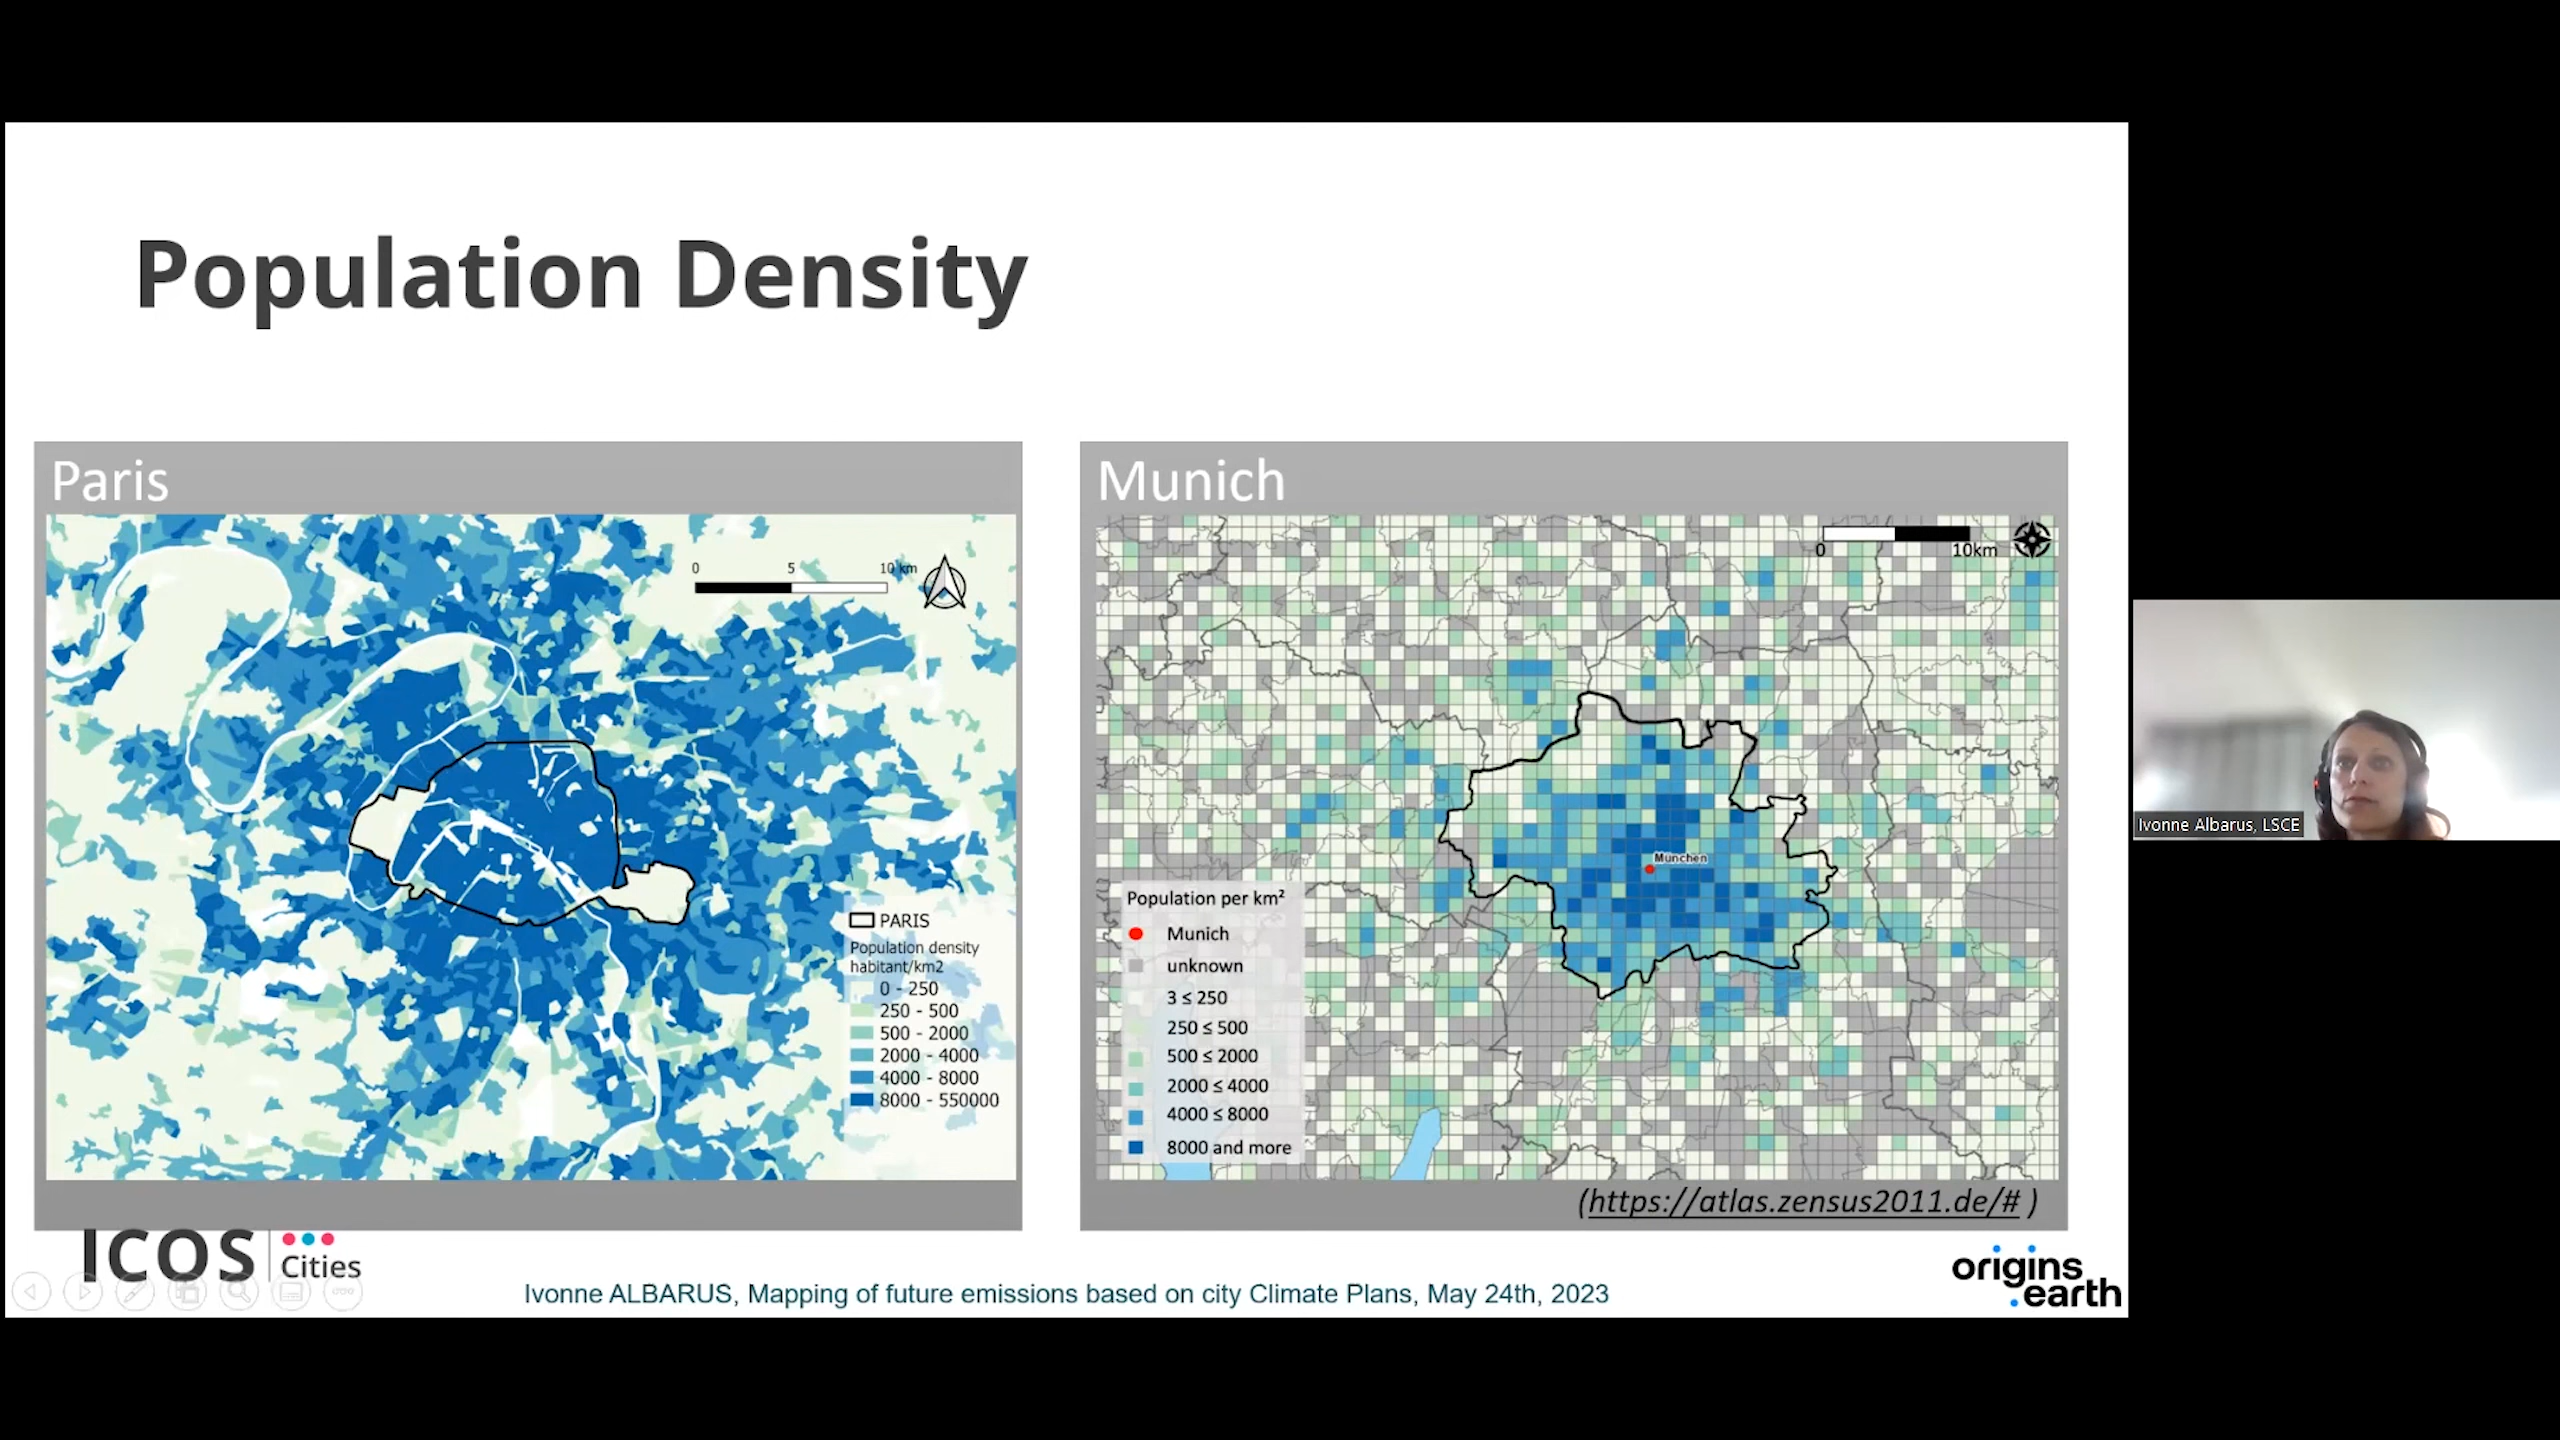 Population Density
Paris
0 5 10 km
PARIS
Population density
habitant/km2
0 - 250
250 - 500
500 - 2000
2000 - 4000
4000 - 8000
8000 - 550000
Munich
0 10km
München
Population per km²
Munich
unknown
3 ≤ 250
250 ≤ 500
500 ≤ 2000
2000 ≤ 4000
4000 ≤ 8000
8000 and more
(https://atlas.zensus2011.de/# )
Ivonne Albarus, LSCE
ICOS
Cities
Ivonne ALBARUS, Mapping of future emissions based on city Climate Plans, May 24th, 2023
origins
.earth